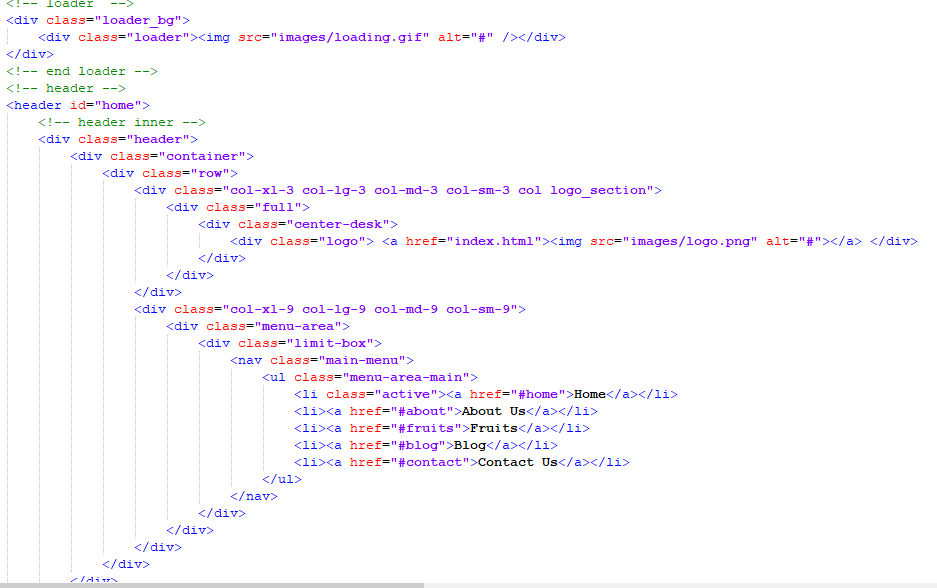 <!-- loader  -->
<div class="loader_bg">
    <div class="loader"><img src="images/loading.gif" alt="#" /></div>
</div>
<!-- end loader -->
<!-- header -->
<header id="home">
    <!-- header inner -->
    <div class="header">
        <div class="container">
            <div class="row">
                <div class="col-xl-3 col-lg-3 col-md-3 col-sm-3 col logo_section">
                    <div class="full">
                        <div class="center-desk">
                            <div class="logo"> <a href="index.html"><img src="images/logo.png" alt="#"></a> </div>
                        </div>
                    </div>
                </div>
                <div class="col-xl-9 col-lg-9 col-md-9 col-sm-9">
                    <div class="menu-area">
                        <div class="limit-box">
                            <nav class="main-menu">
                                <ul class="menu-area-main">
                                    <li class="active"><a href="#home">Home</a></li>
                                    <li><a href="#about">About Us</a></li>
                                    <li><a href="#fruits">Fruits</a></li>
                                    <li><a href="#blog">Blog</a></li>
                                    <li><a href="#contact">Contact Us</a></li>
                                </ul>
                            </nav>
                        </div>
                    </div>
                </div>
            </div>
        </div>